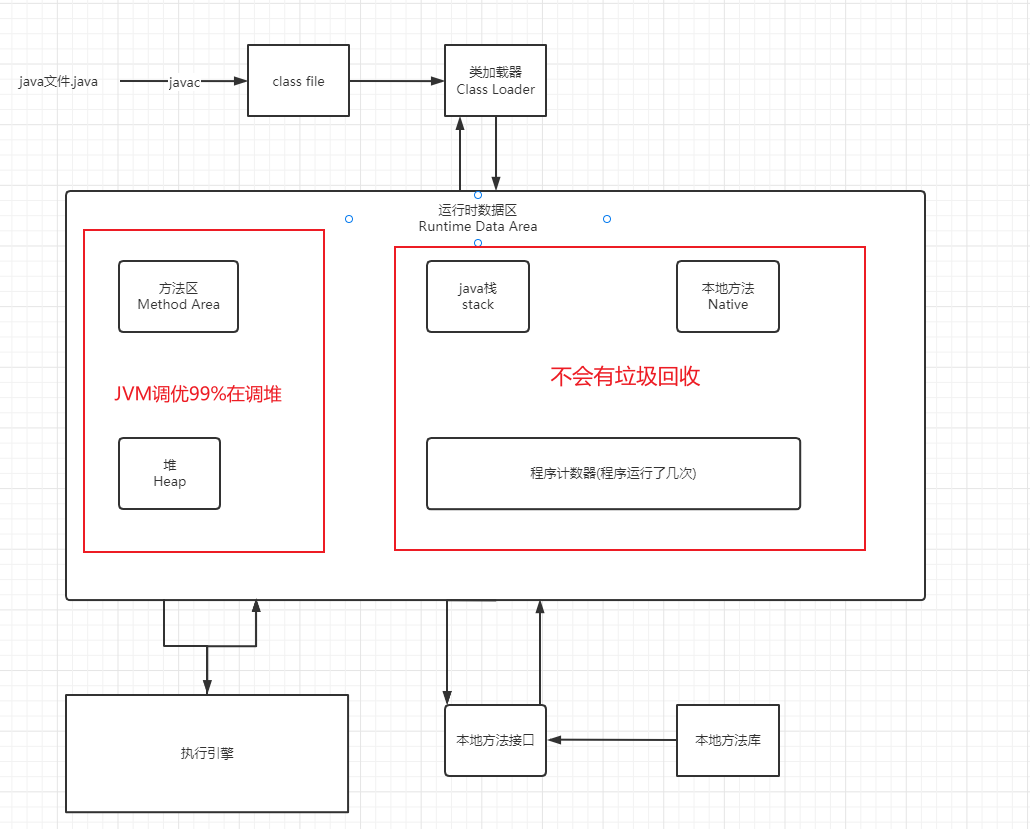 java文件.java
javac
class file
类加载器
Class Loader
运行时数据区
Runtime Data Area
方法区
Method Area
java栈
stack
本地方法
Native
JVM调优99%在调堆
不会有垃圾回收
堆
Heap
程序计数器(程序运行了几次)
执行引擎
本地方法接口
本地方法库